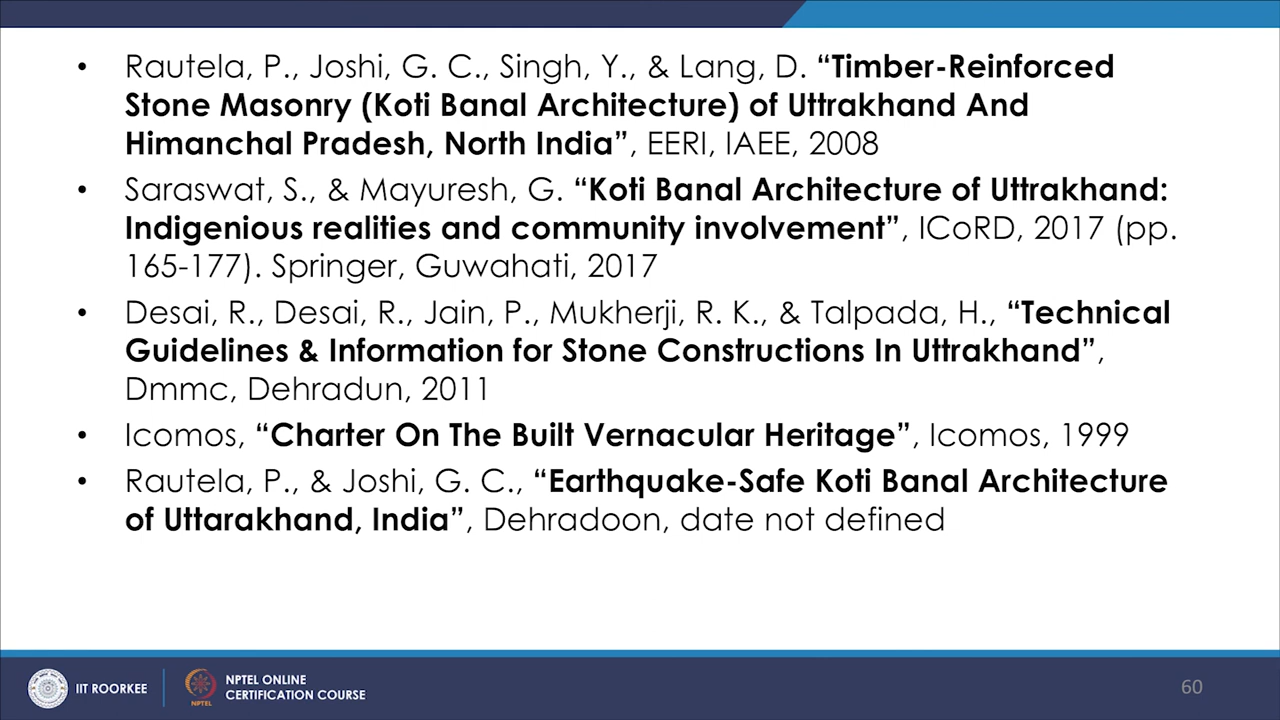 • Rautela, P., Joshi, G. C., Singh, Y., & Lang, D. “Timber-Reinforced
Stone Masonry (Koti Banal Architecture) of Uttrakhand And
Himanchal Pradesh, North India”, EERI, IAEE, 2008
• Saraswat, S., & Mayuresh, G. “Koti Banal Architecture of Uttrakhand:
Indigenious realities and community involvement”, ICoRD, 2017 (pp.
165-177). Springer, Guwahati, 2017
• Desai, R., Desai, R., Jain, P., Mukherji, R. K., & Talpada, H., “Technical
Guidelines & Information for Stone Constructions In Uttrakhand”,
Dmmc, Dehradun, 2011
• Icomos, “Charter On The Built Vernacular Heritage”, Icomos, 1999
• Rautela, P., & Joshi, G. C., “Earthquake-Safe Koti Banal Architecture
of Uttarakhand, India”, Dehradoon, date not defined
IIT ROORKEE
NPTEL
NPTEL ONLINE
CERTIFICATION COURSE
60